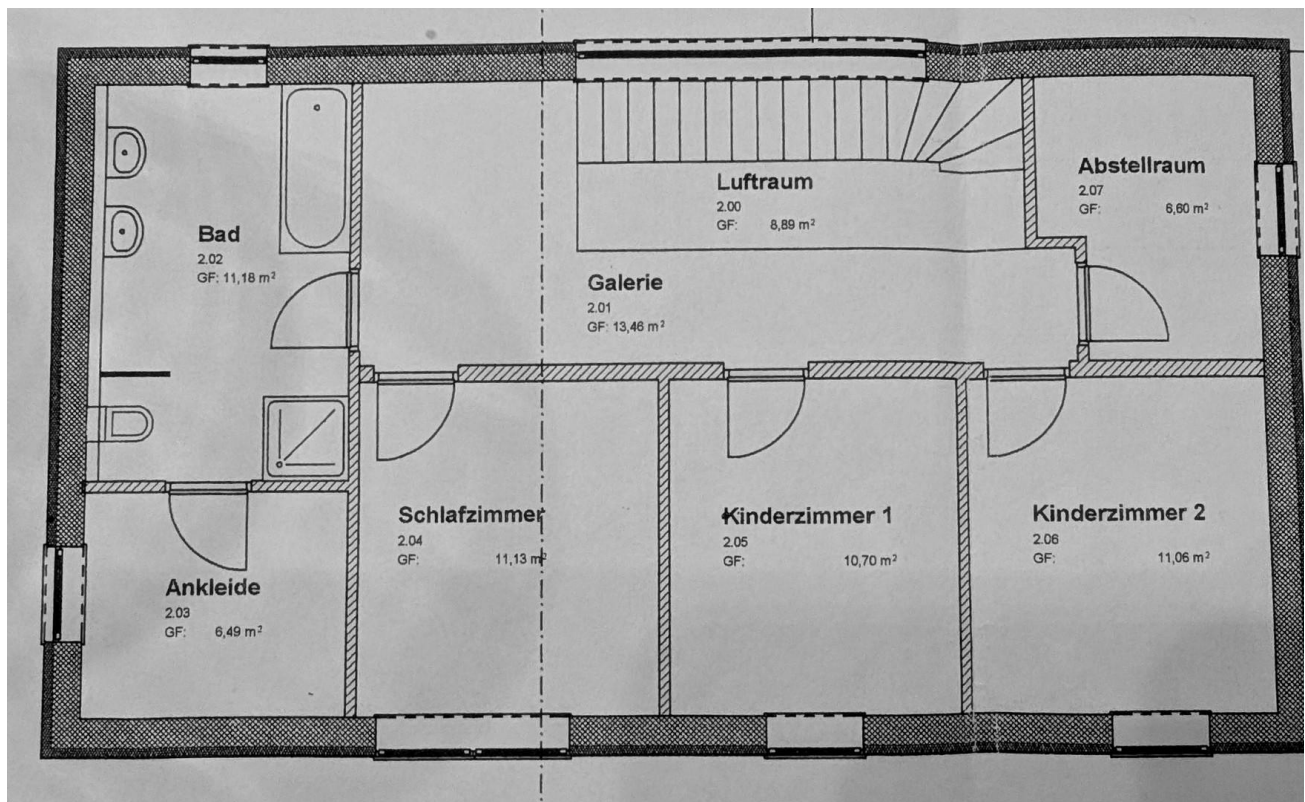 Luftraum
2.00
GF: 8,89 m²
Abstellraum
2.07
GF: 6,60 m²
Bad
2.02
GF: 11,18 m²
Galerie
2.01
GF: 13,46 m²
Schlafzimmer
2.04
GF: 11,13 m²
Kinderzimmer 1
2.05
GF: 10,70 m²
Kinderzimmer 2
2.06
GF: 11,06 m²
Ankleide
2.03
GF: 6,49 m²